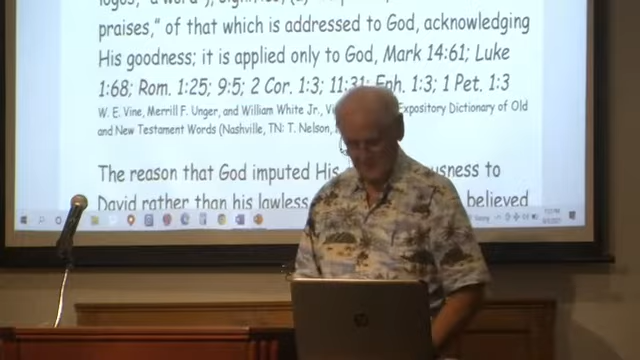 praises," of that which is addressed to God, acknowledging
His goodness; it is applied only to God, Mark 14:61; Luke
1:68; Rom. 1:25; 9:5; 2 Cor. 1:3; 11:31; Eph. 1:3; 1 Pet. 1:3
W. E. Vine, Merrill F. Unger, and William White Jr., Expository Dictionary of Old
and New Testament Words (Nashville, TN: T. Nelson,
The reason that God imputed His to
David rather than his lawless believed
hp